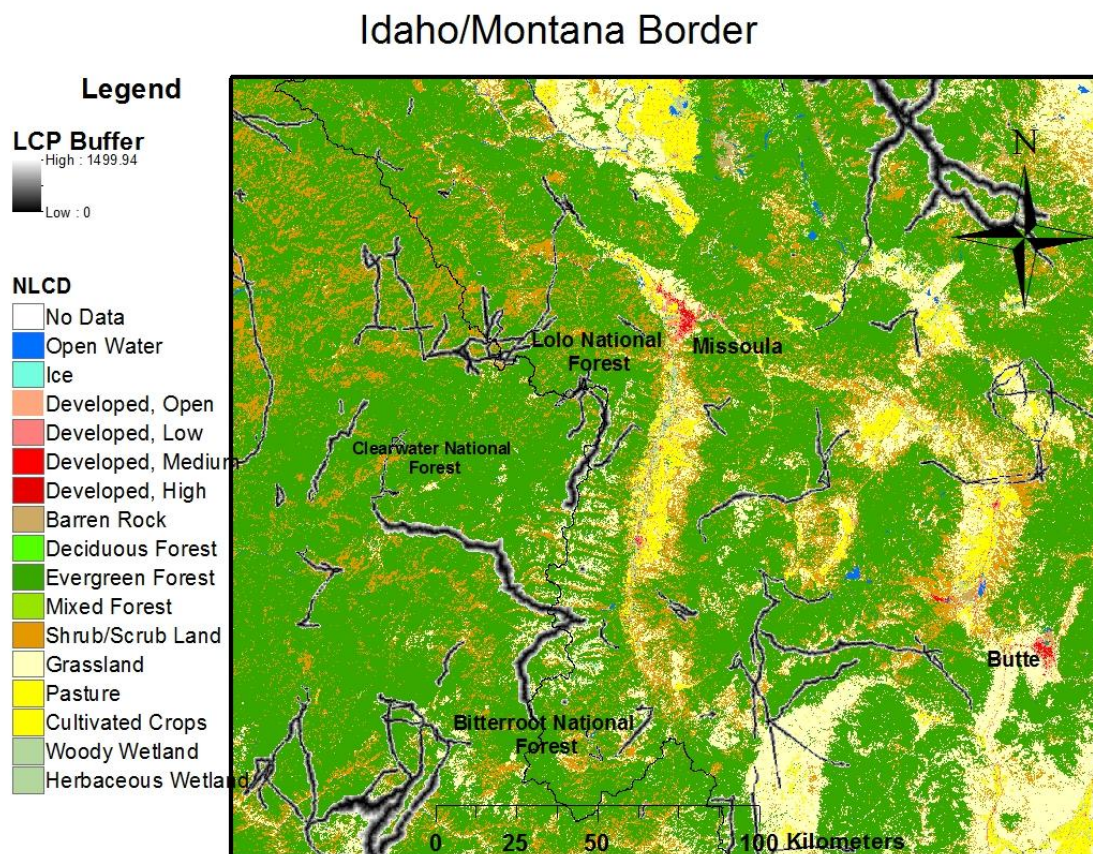 Idaho/Montana Border
Legend
LCP Buffer
High : 1499.94
Low : 0
NLCD
No Data
Open Water
Ice
Developed, Open
Developed, Low
Developed, Medium
Developed, High
Barren Rock
Deciduous Forest
Evergreen Forest
Mixed Forest
Shrub/Scrub Land
Grassland
Pasture
Cultivated Crops
Woody Wetland
Herbaceous Wetland
N
Lolo National
Forest
Missoula
Clearwater National
Forest
Butte
Bitterroot National
Forest
0 25 50 100 Kilometers